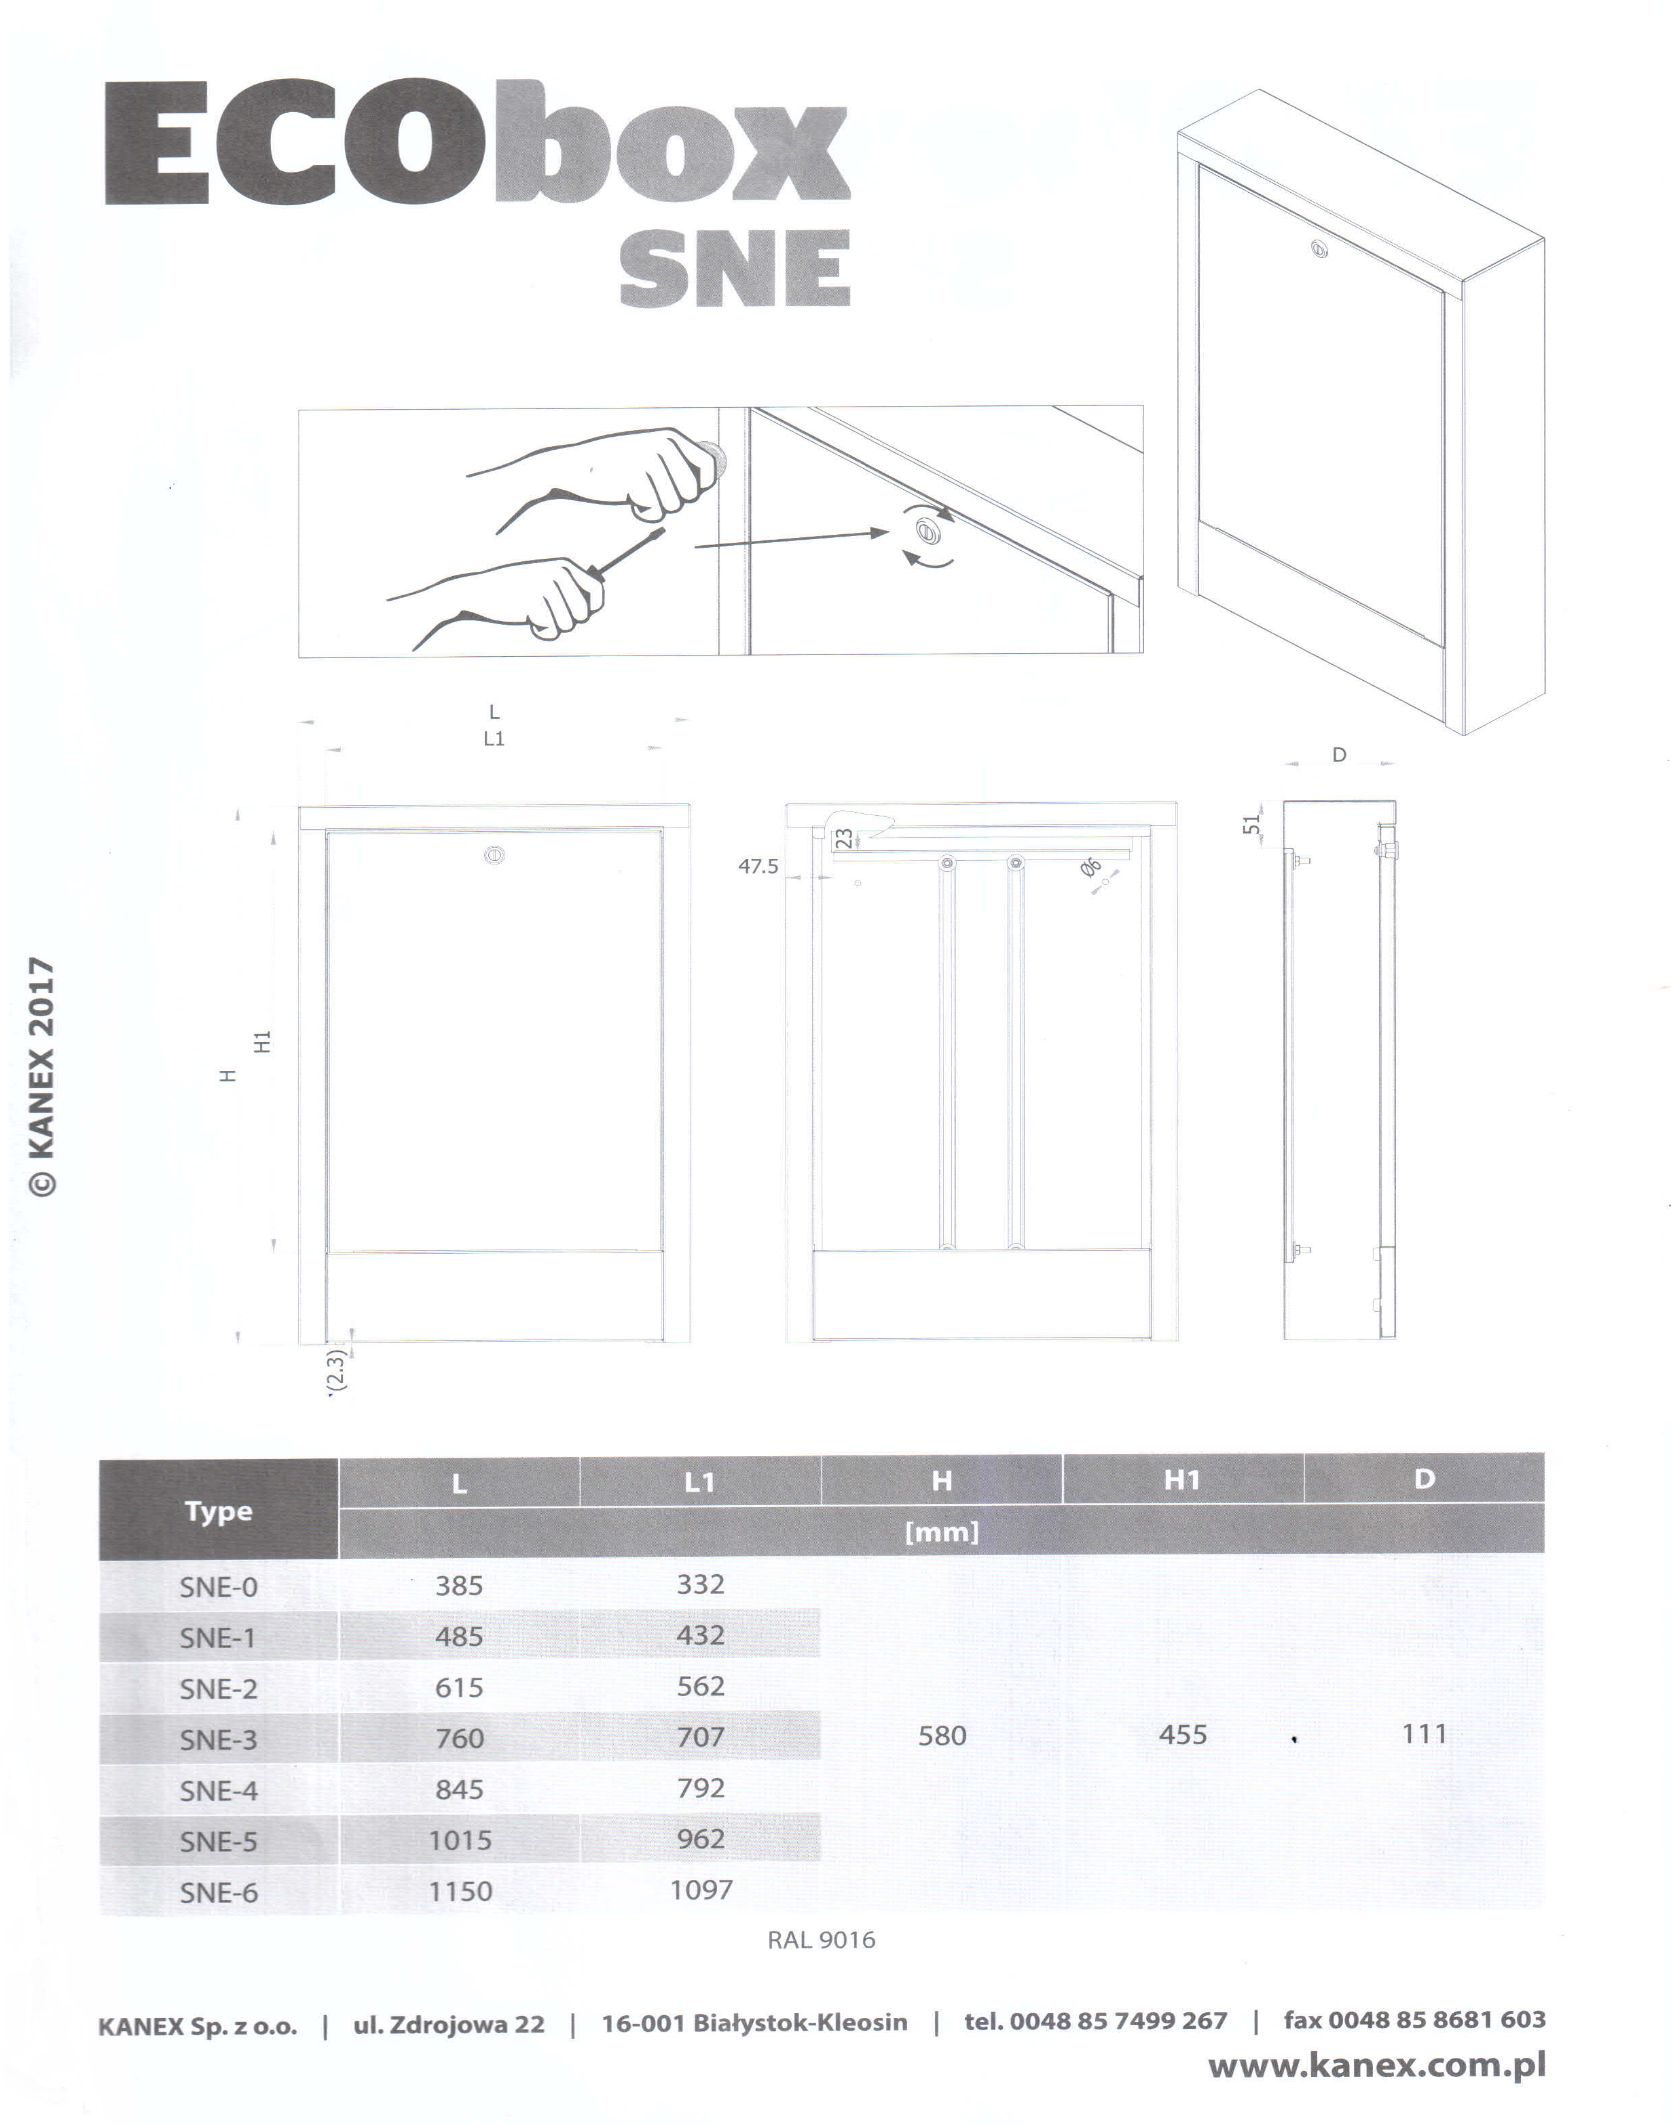 ECObox
SNE
L
L1
D
51
23
47.5
Ø6
H1
H
(2.3)
© KANEX 2017
Type L L1 H H1 D
[mm]
SNE-0 385 332
SNE-1 485 432
SNE-2 615 562
SNE-3 760 707 580 455 111
SNE-4 845 792
SNE-5 1015 962
SNE-6 1150 1097
RAL 9016
KANEX Sp. z o.o. | ul. Zdrojowa 22 | 16-001 Białystok-Kleosin | tel. 0048 85 7499 267 | fax 0048 85 8681 603
www.kanex.com.pl